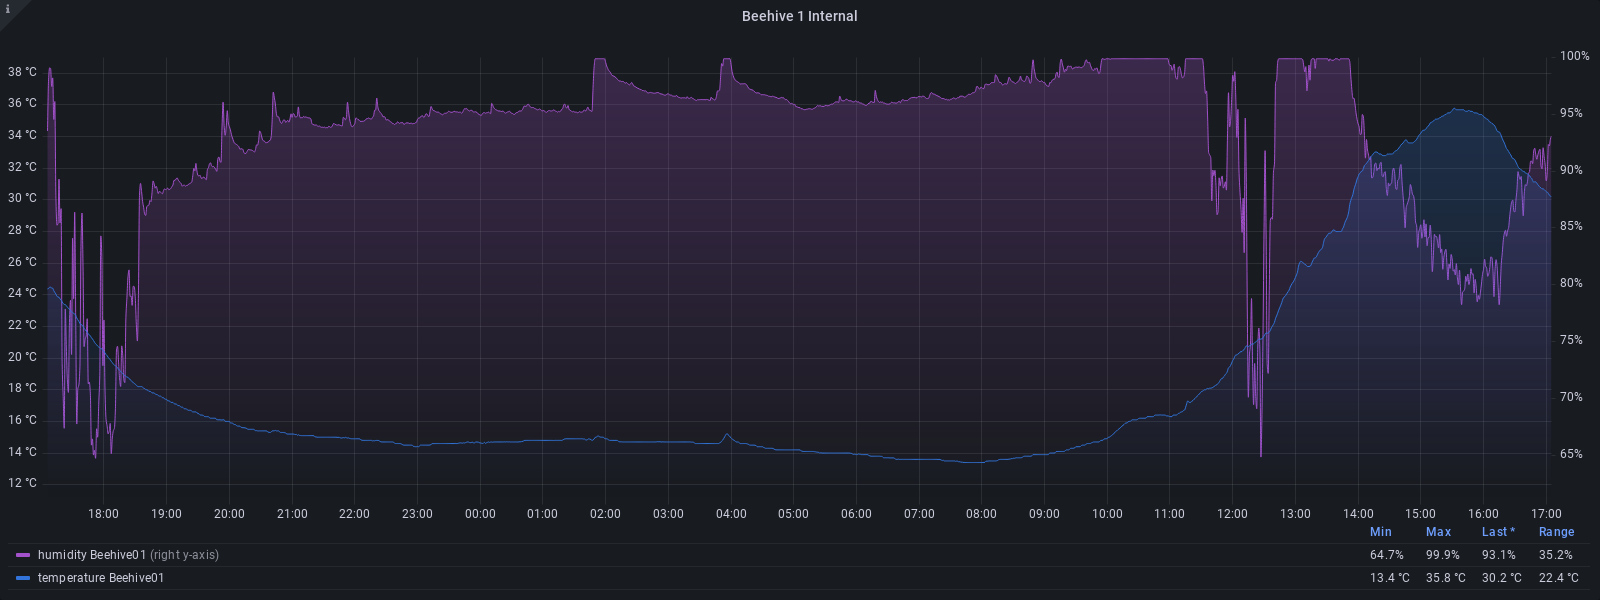 i
Beehive 1 Internal
38 °C
36 °C
34 °C
32 °C
30 °C
28 °C
26 °C
24 °C
22 °C
20 °C
18 °C
16 °C
14 °C
12 °C
100%
95%
90%
85%
80%
75%
70%
65%
18:00 19:00 20:00 21:00 22:00 23:00 00:00 01:00 02:00 03:00 04:00 05:00 06:00 07:00 08:00 09:00 10:00 11:00 12:00 13:00 14:00 15:00 16:00 17:00
Min Max Last * Range
humidity Beehive01 (right y-axis) 64.7% 99.9% 93.1% 35.2%
temperature Beehive01 13.4 °C 35.8 °C 30.2 °C 22.4 °C